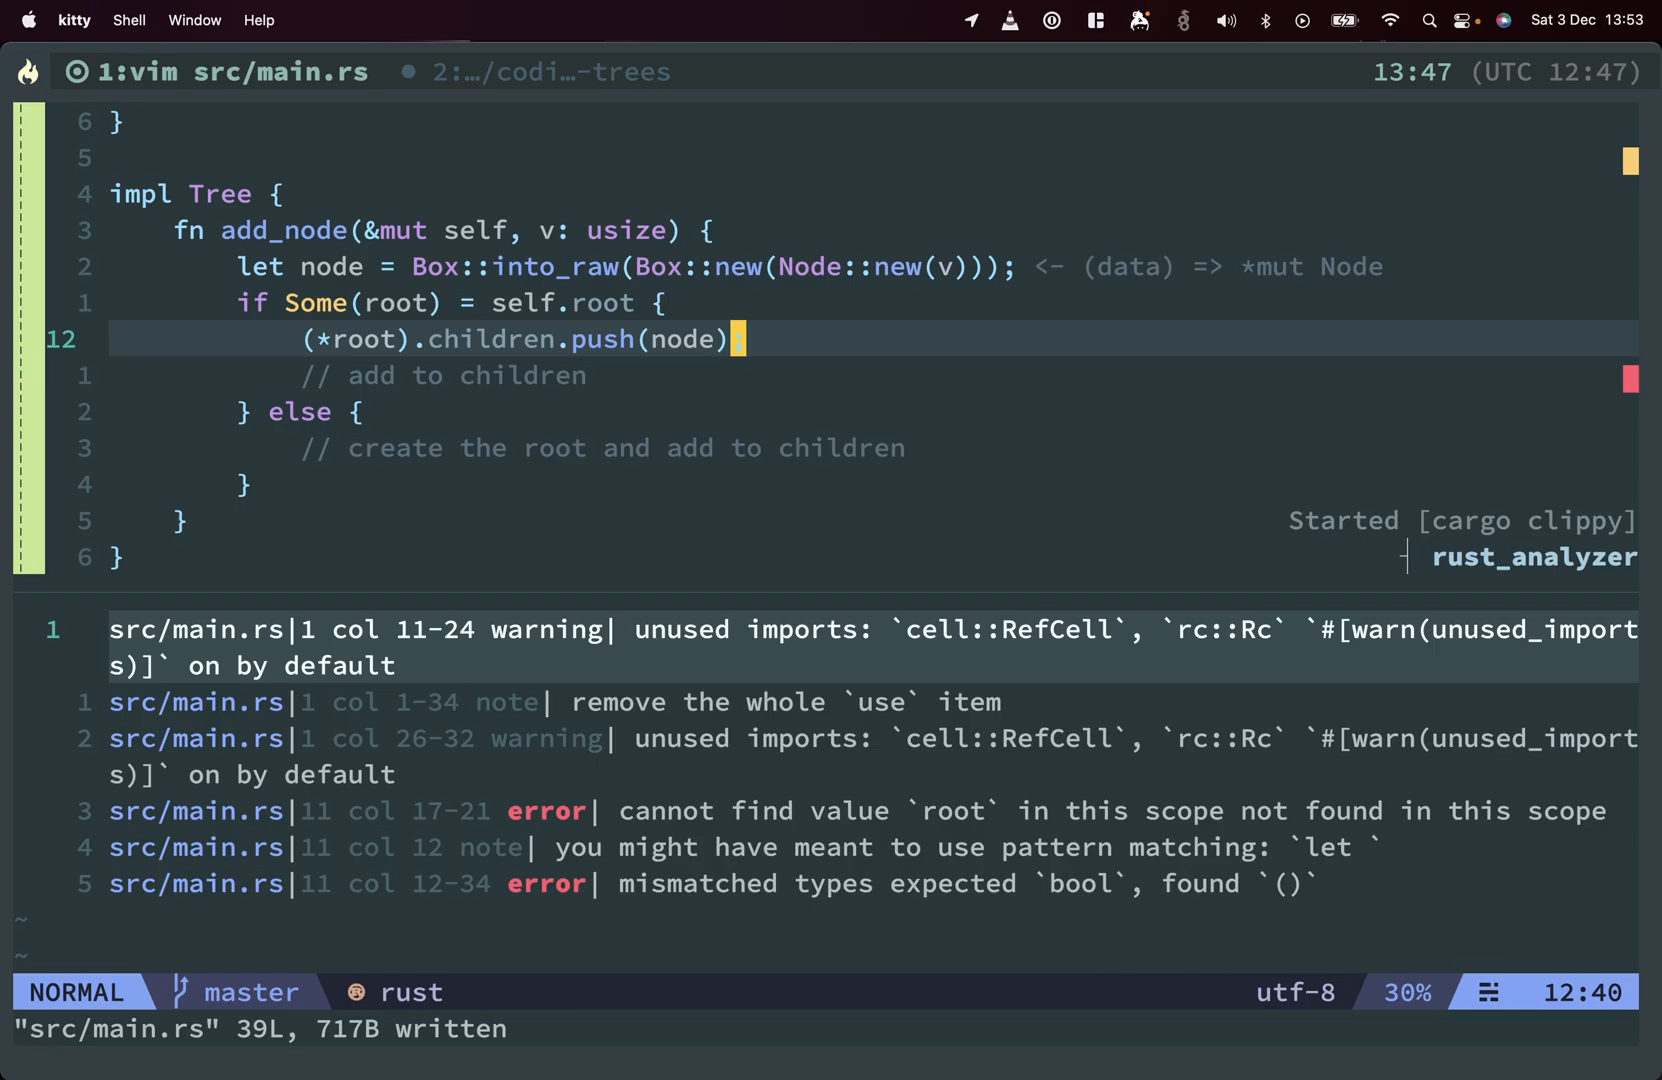 kitty Shell Window Help Sat 3 Dec 13:53
1:vim src/main.rs 2:…/codi…-trees 13:47 (UTC 12:47)
6 }
5
4 impl Tree {
3 fn add_node(&mut self, v: usize) {
2 let node = Box::into_raw(Box::new(Node::new(v))); <- (data) => *mut Node
1 if Some(root) = self.root {
12 (*root).children.push(node);
1 // add to children
2 } else {
3 // create the root and add to children
4 }
5 } Started [cargo clippy]
6 } rust_analyzer
1 src/main.rs|1 col 11-24 warning| unused imports: `cell::RefCell`, `rc::Rc` `#[warn(unused_import
s)]` on by default
1 src/main.rs|1 col 1-34 note| remove the whole `use` item
2 src/main.rs|1 col 26-32 warning| unused imports: `cell::RefCell`, `rc::Rc` `#[warn(unused_import
s)]` on by default
3 src/main.rs|11 col 17-21 error| cannot find value `root` in this scope not found in this scope
4 src/main.rs|11 col 12 note| you might have meant to use pattern matching: `let `
5 src/main.rs|11 col 12-34 error| mismatched types expected `bool`, found `()`
~
~
NORMAL master rust utf-8 30% 12:40
"src/main.rs" 39L, 717B written